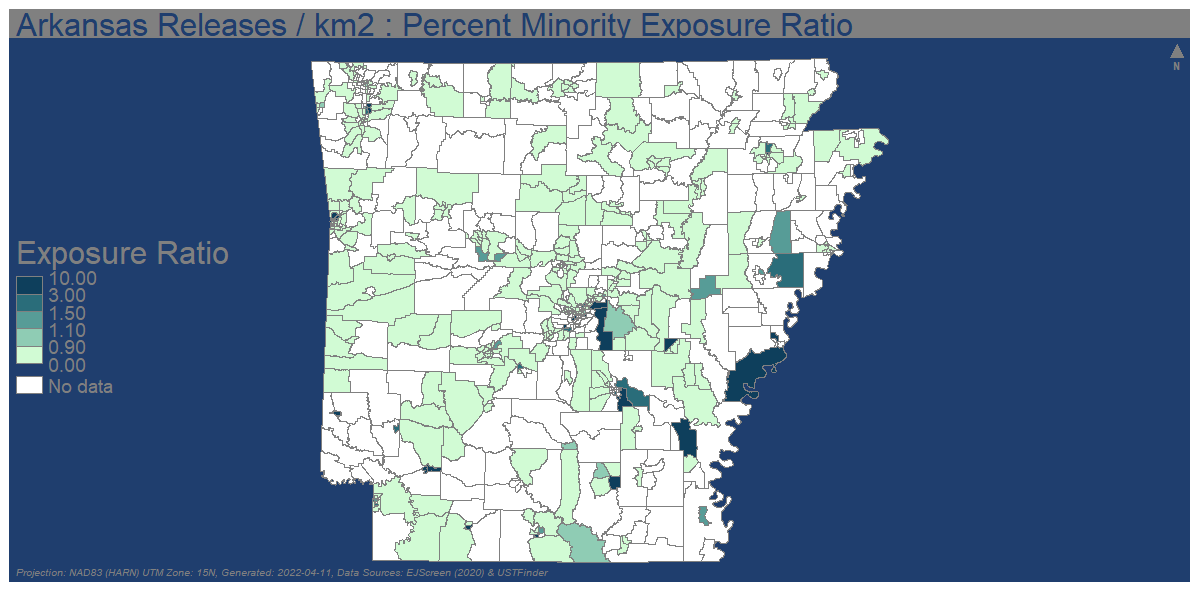 Arkansas Releases / km2 : Percent Minority Exposure Ratio
N
Exposure Ratio
10.00
3.00
1.50
1.10
0.90
0.00
No data
Projection: NAD83 (HARN) UTM Zone: 15N, Generated: 2022-04-11, Data Sources: EJScreen (2020) & USTFinder